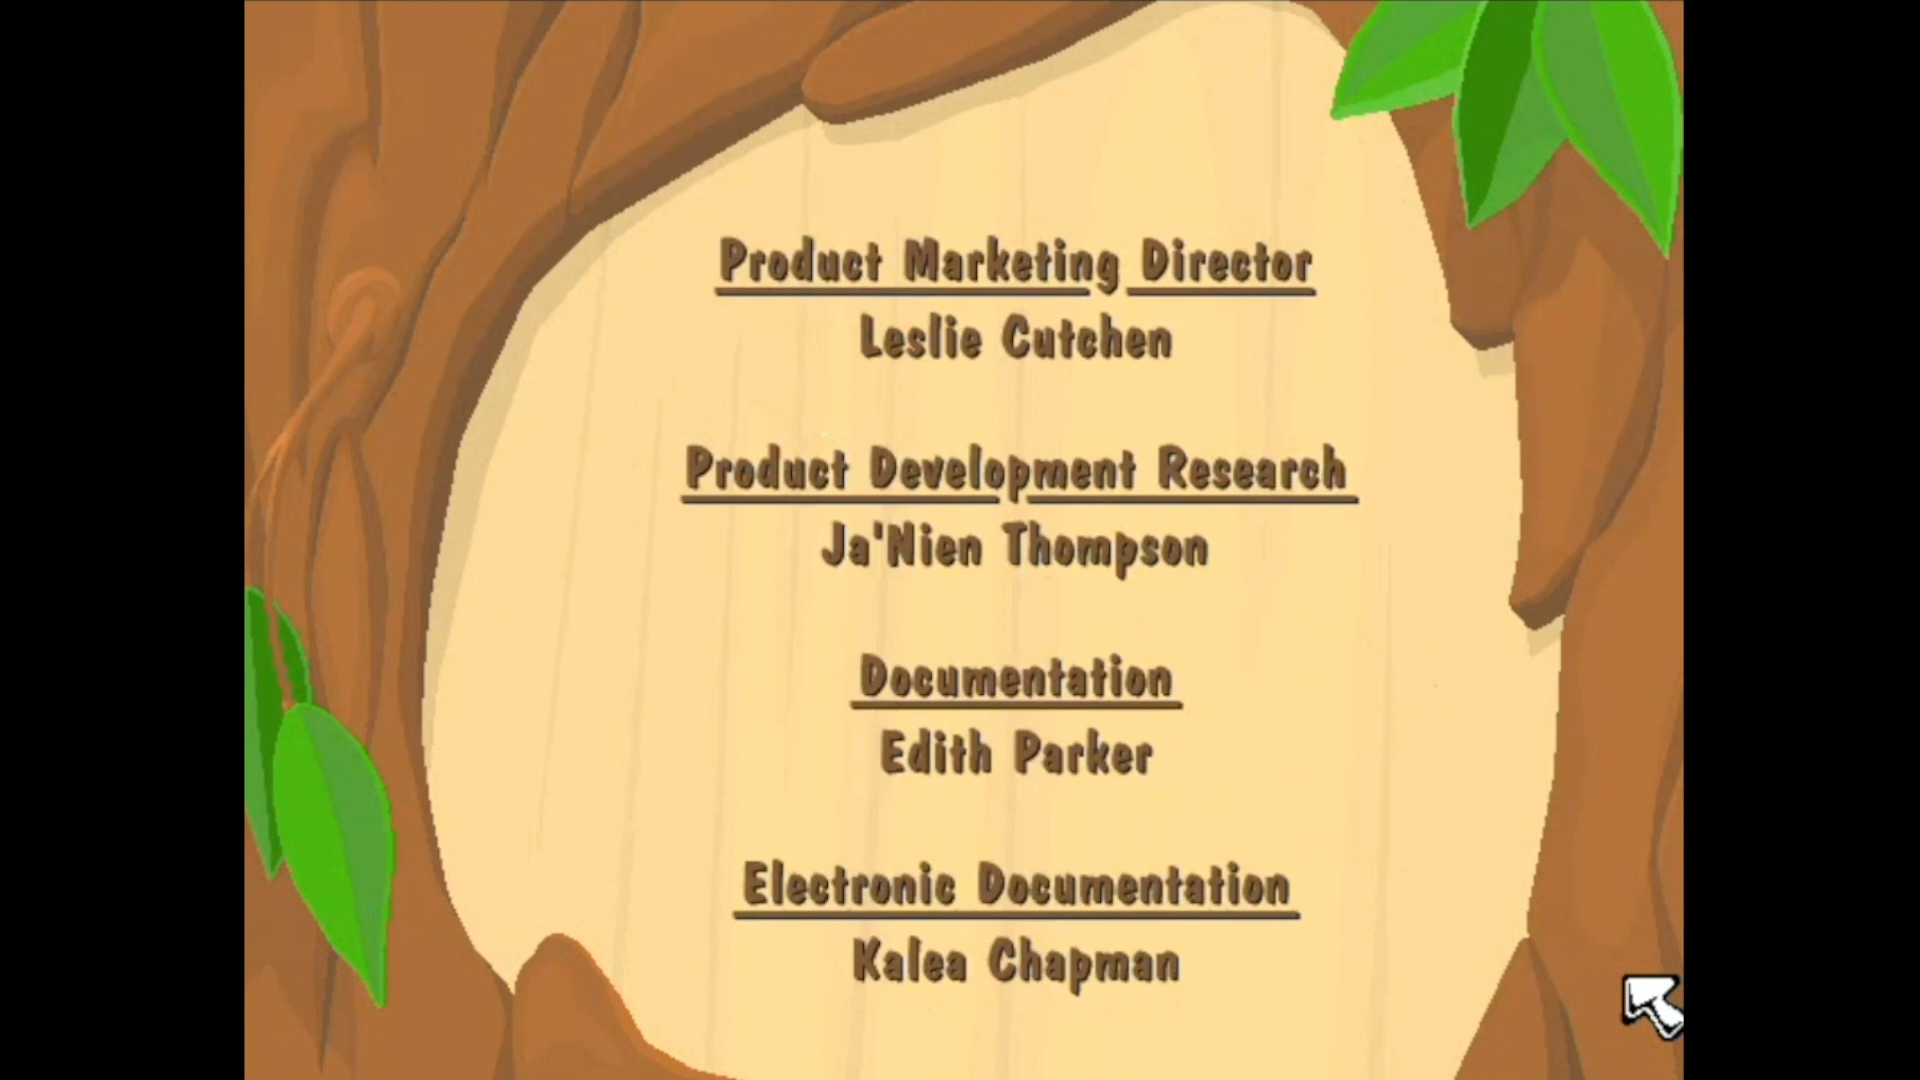 Product Marketing Director
Leslie Cutchen
Product Development Research
Ja'Nien Thompson
Documentation
Edith Parker
Electronic Documentation
Kalea Chapman